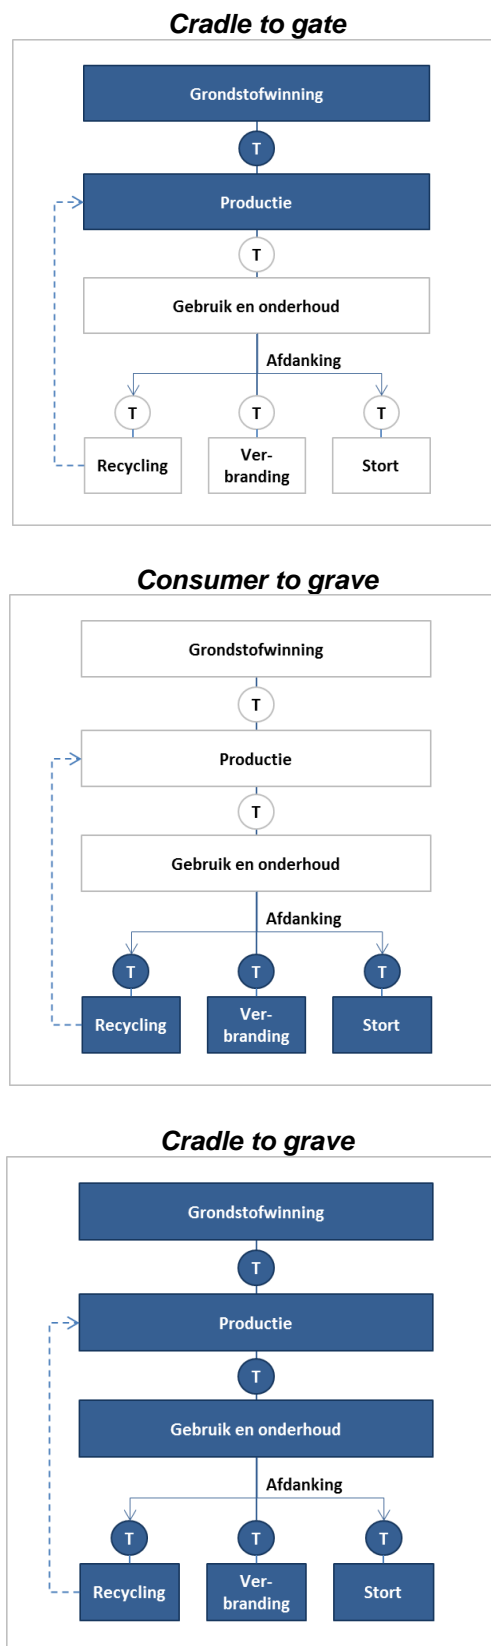 Cradle to gate
Grondstofwinning
T
Productie
T
Gebruik en onderhoud
Afdanking
T T T
Recycling Ver-branding Stort
Consumer to grave
Grondstofwinning
T
Productie
T
Gebruik en onderhoud
Afdanking
T T T
Recycling Ver-branding Stort
Cradle to grave
Grondstofwinning
T
Productie
T
Gebruik en onderhoud
Afdanking
T T T
Recycling Ver-branding Stort